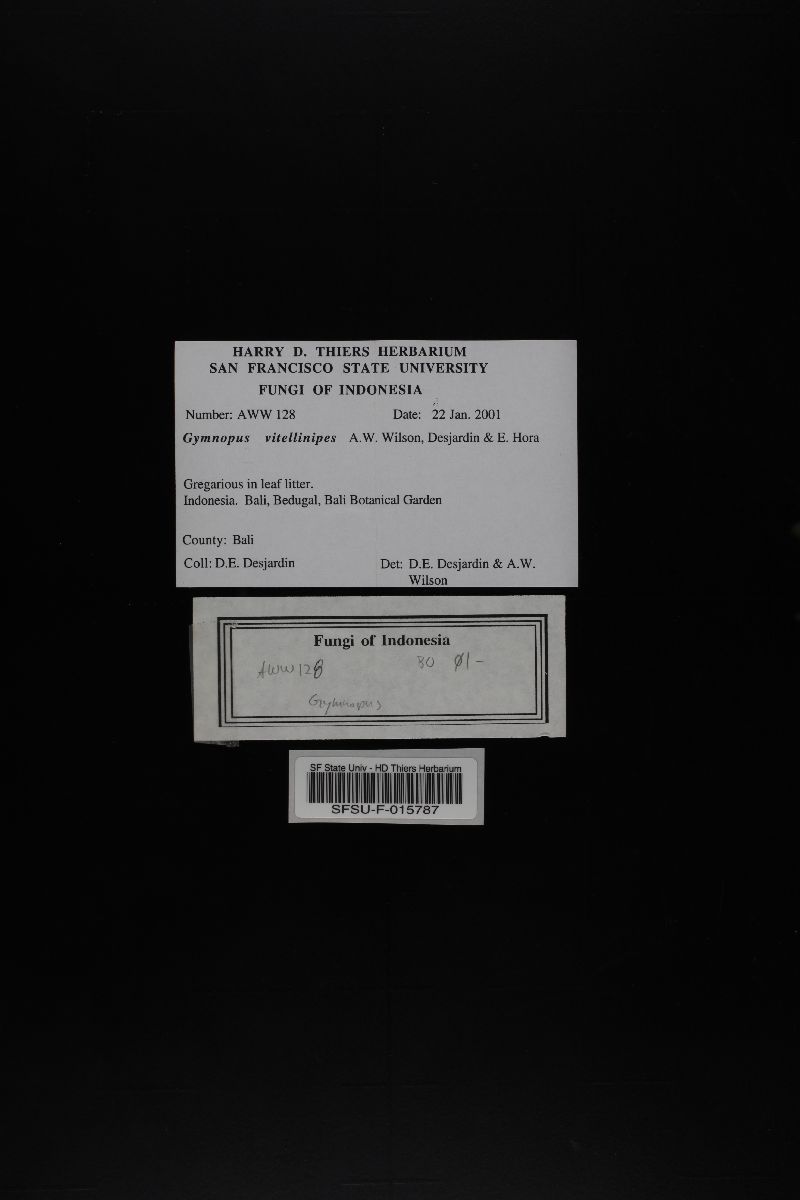 HARRY D. THIERS HERBARIUM
SAN FRANCISCO STATE UNIVERSITY
FUNGI OF INDONESIA
Number: AWW 128 Date: 22 Jan. 2001
Gymnopus vitellinipes A.W. Wilson, Desjardin & E. Hora
Gregarious in leaf litter.
Indonesia. Bali, Bedugal, Bali Botanical Garden
County: Bali
Coll: D.E. Desjardin Det: D.E. Desjardin & A.W.
Wilson
Fungi of Indonesia
AWW 128 01-
Gymnopus
SF State Univ - HD Thiers Herbarium
SFSU-F-015787